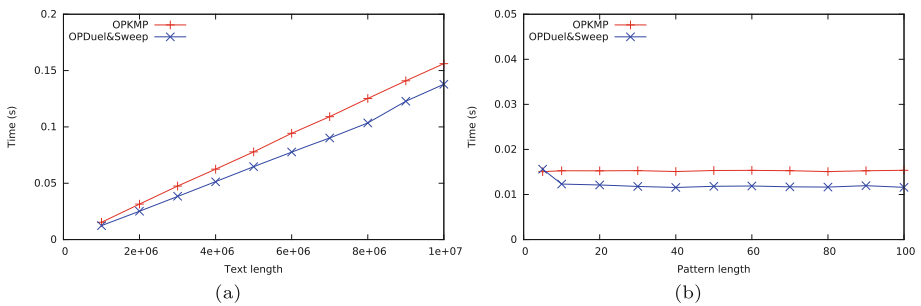 0.2
0.15
0.1
0.05
0
Time (s)
OPKMP
OPDuel&Sweep
0 2e+06 4e+06 6e+06 8e+06 1e+07
Text length
(a)
0.05
0.04
0.03
0.02
0.01
0
Time (s)
OPKMP
OPDuel&Sweep
0 20 40 60 80 100
Pattern length
(b)